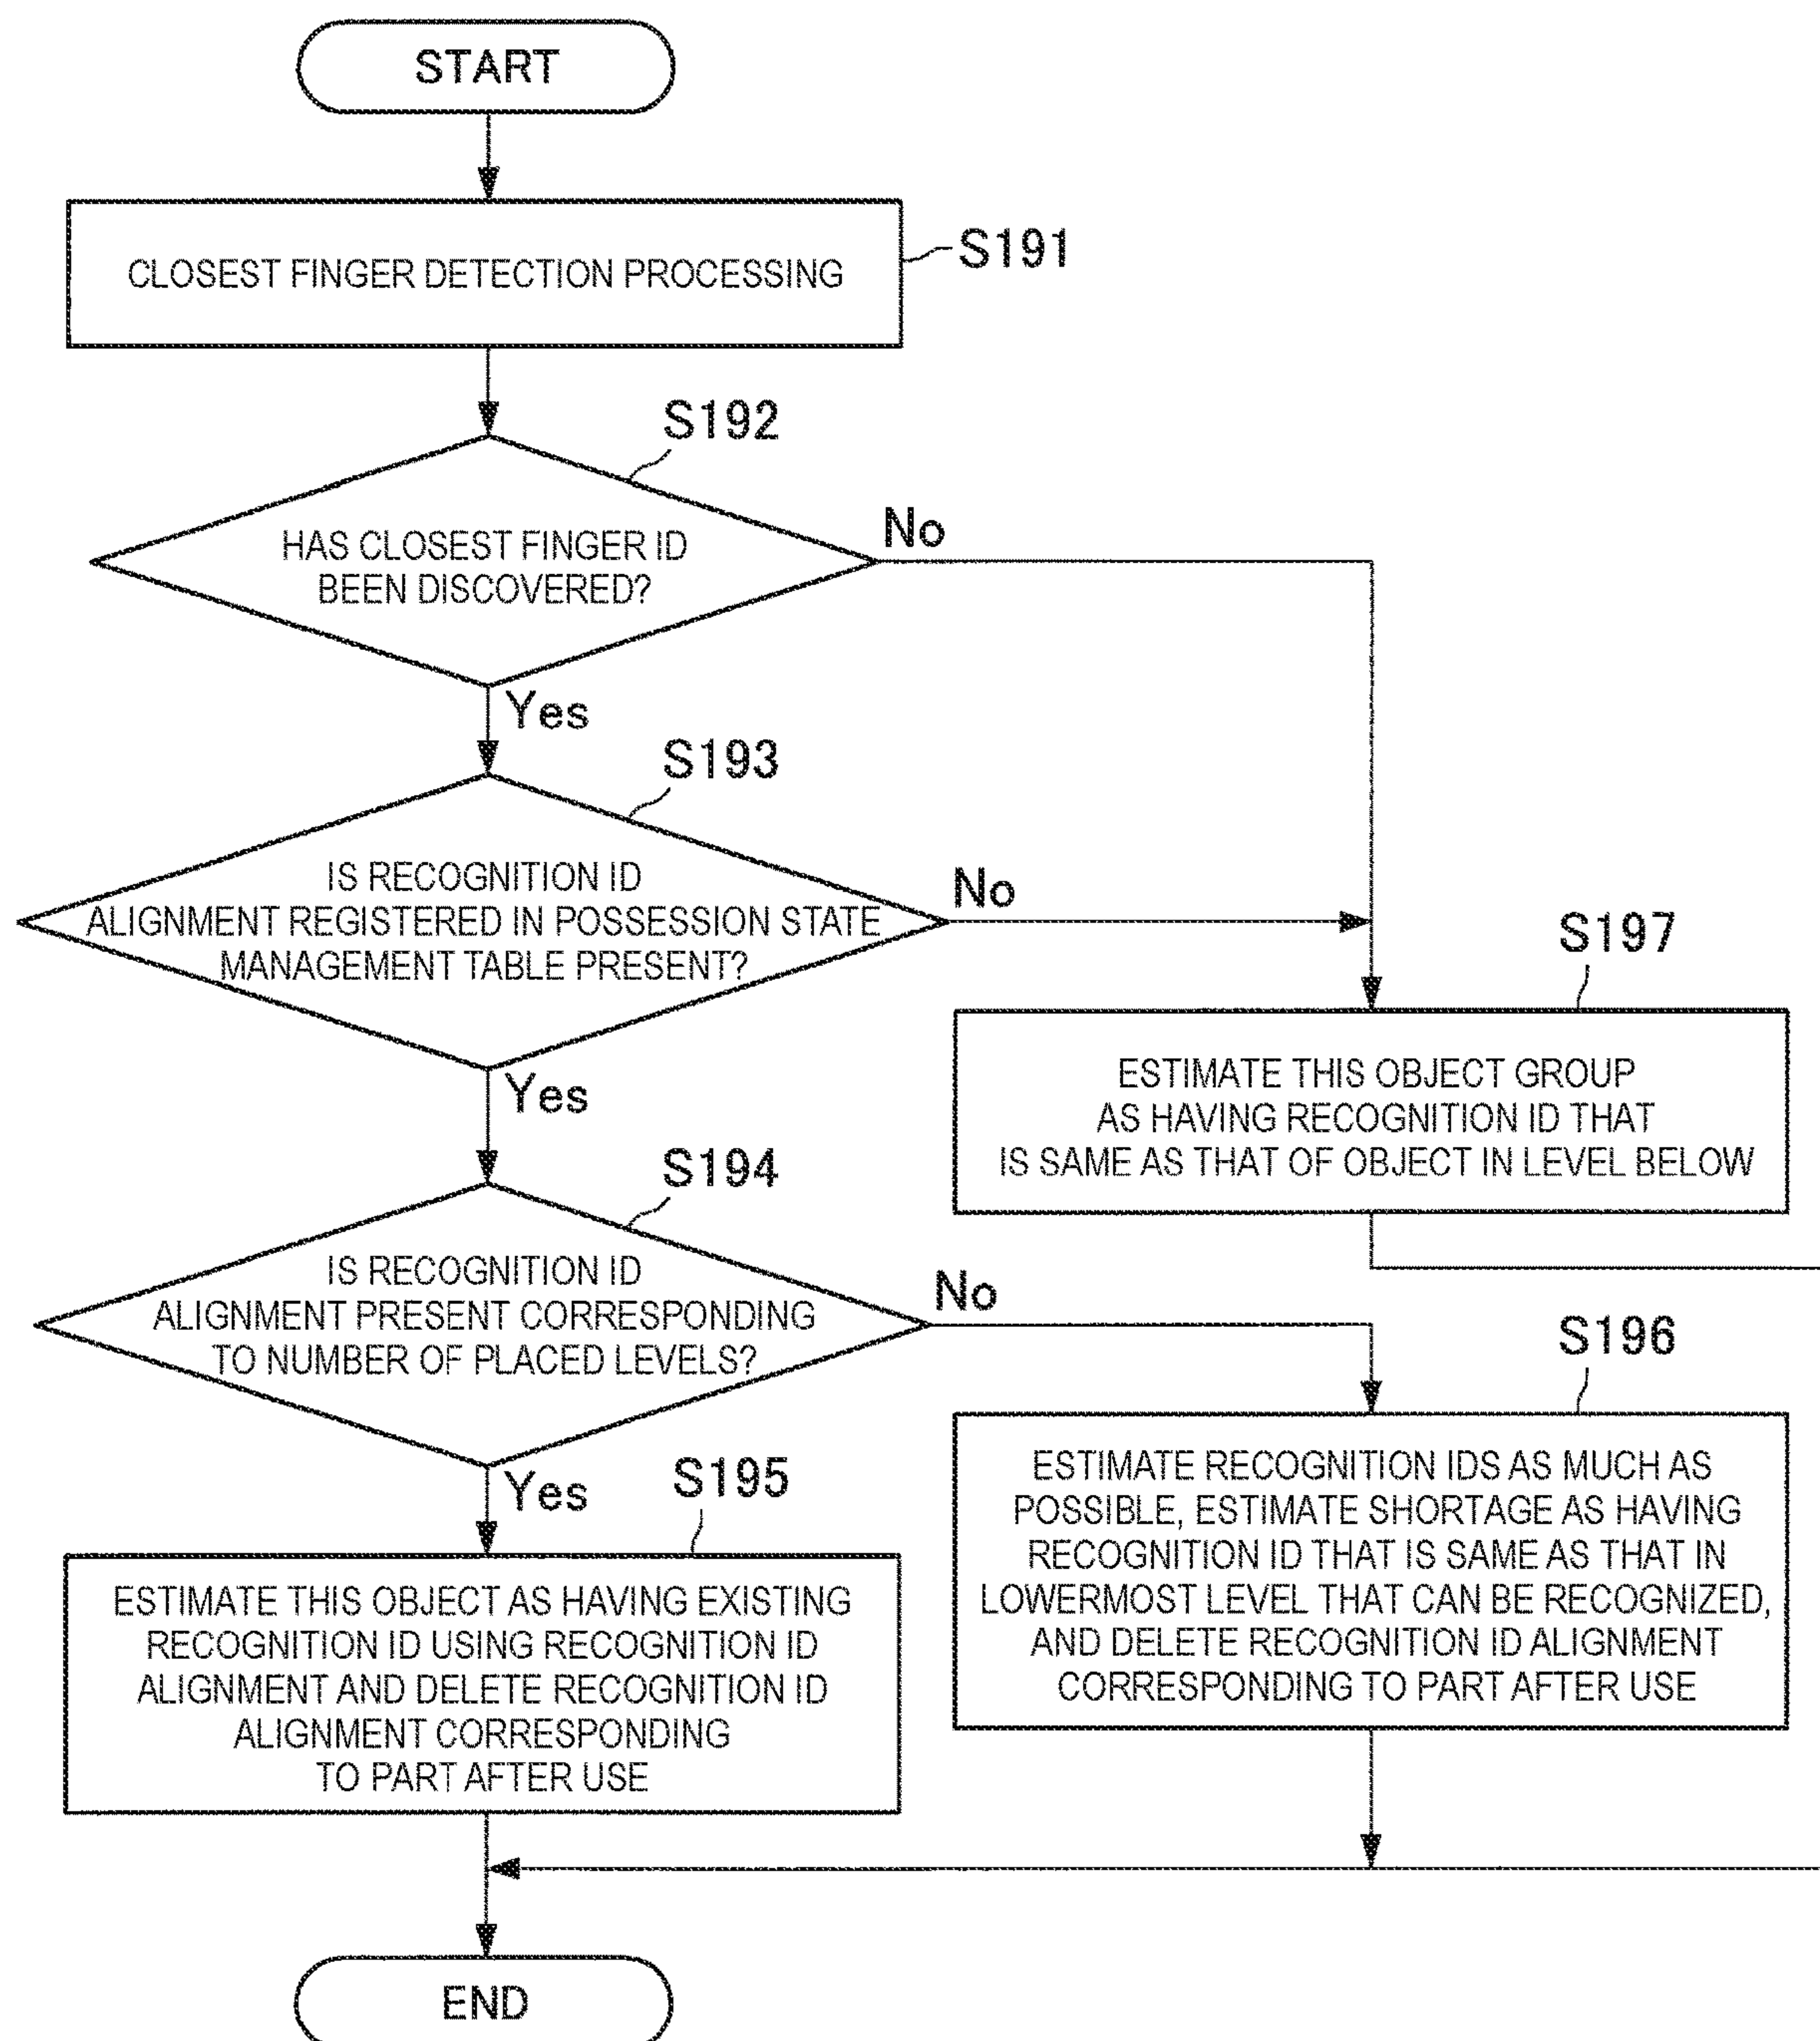 START
CLOSEST FINGER DETECTION PROCESSING
S191
S192
HAS CLOSEST FINGER ID
BEEN DISCOVERED?
No
Yes
S193
IS RECOGNITION ID
ALIGNMENT REGISTERED IN POSSESSION STATE
MANAGEMENT TABLE PRESENT?
No
Yes
S197
ESTIMATE THIS OBJECT GROUP
AS HAVING RECOGNITION ID THAT
IS SAME AS THAT OF OBJECT IN LEVEL BELOW
S194
IS RECOGNITION ID
ALIGNMENT PRESENT CORRESPONDING
TO NUMBER OF PLACED LEVELS?
No
Yes
S196
ESTIMATE RECOGNITION IDS AS MUCH AS
POSSIBLE, ESTIMATE SHORTAGE AS HAVING
RECOGNITION ID THAT IS SAME AS THAT IN
LOWERMOST LEVEL THAT CAN BE RECOGNIZED,
AND DELETE RECOGNITION ID ALIGNMENT
CORRESPONDING TO PART AFTER USE
S195
ESTIMATE THIS OBJECT AS HAVING EXISTING
RECOGNITION ID USING RECOGNITION ID
ALIGNMENT AND DELETE RECOGNITION ID
ALIGNMENT CORRESPONDING
TO PART AFTER USE
END